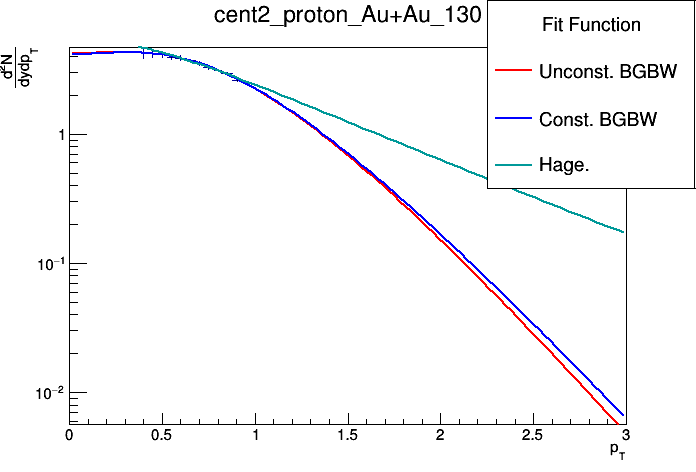 cent2_proton_Au+Au_130
Fit Function
Unconst. BGBW
Const. BGBW
Hage.
d²N
dydp_T
1
10⁻¹
10⁻²
0 0.5 1 1.5 2 2.5 3
p_T